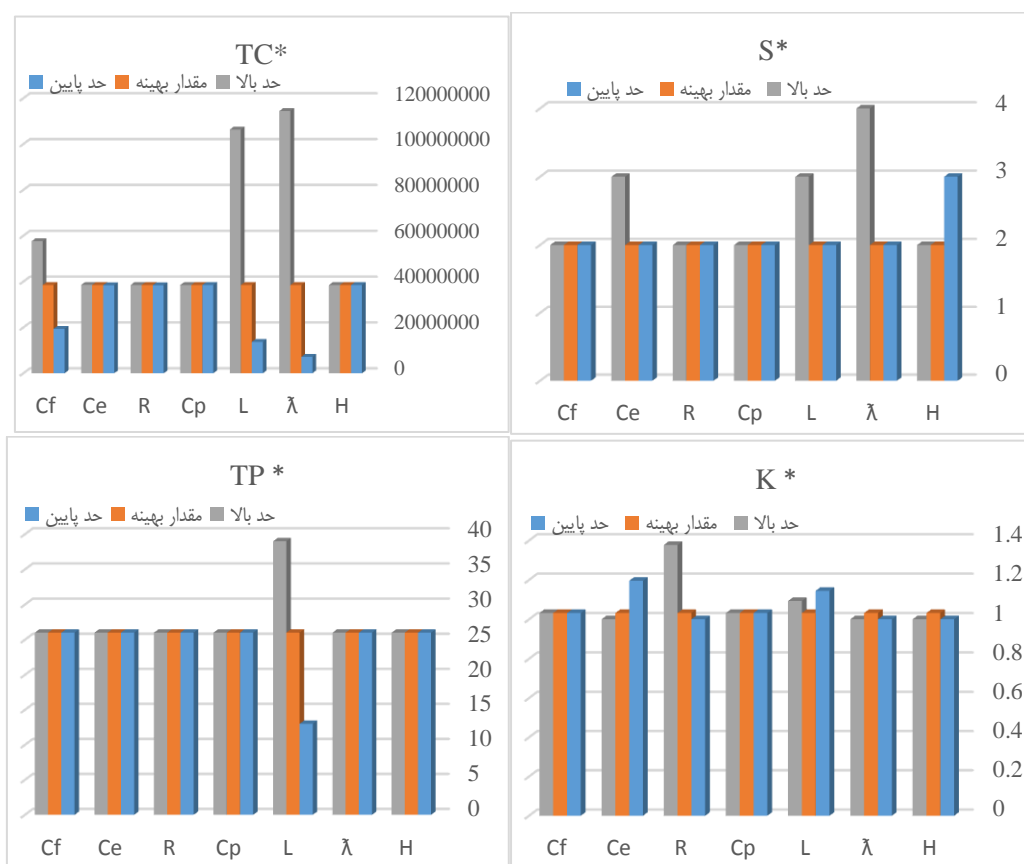 TC*
حد پایین مقدار بهینه حد بالا
120000000
100000000
80000000
60000000
40000000
20000000
0
Cf Ce R Cp L ƛ H
S*
حد پایین مقدار بهینه حد بالا
4
3
2
1
0
Cf Ce R Cp L ƛ H
TP *
حد پایین مقدار بهینه حد بالا
40
35
30
25
20
15
10
5
0
Cf Ce R Cp L ƛ H
K *
حد پایین مقدار بهینه حد بالا
1.4
1.2
1
0.8
0.6
0.4
0.2
0
Cf Ce R Cp L ƛ H